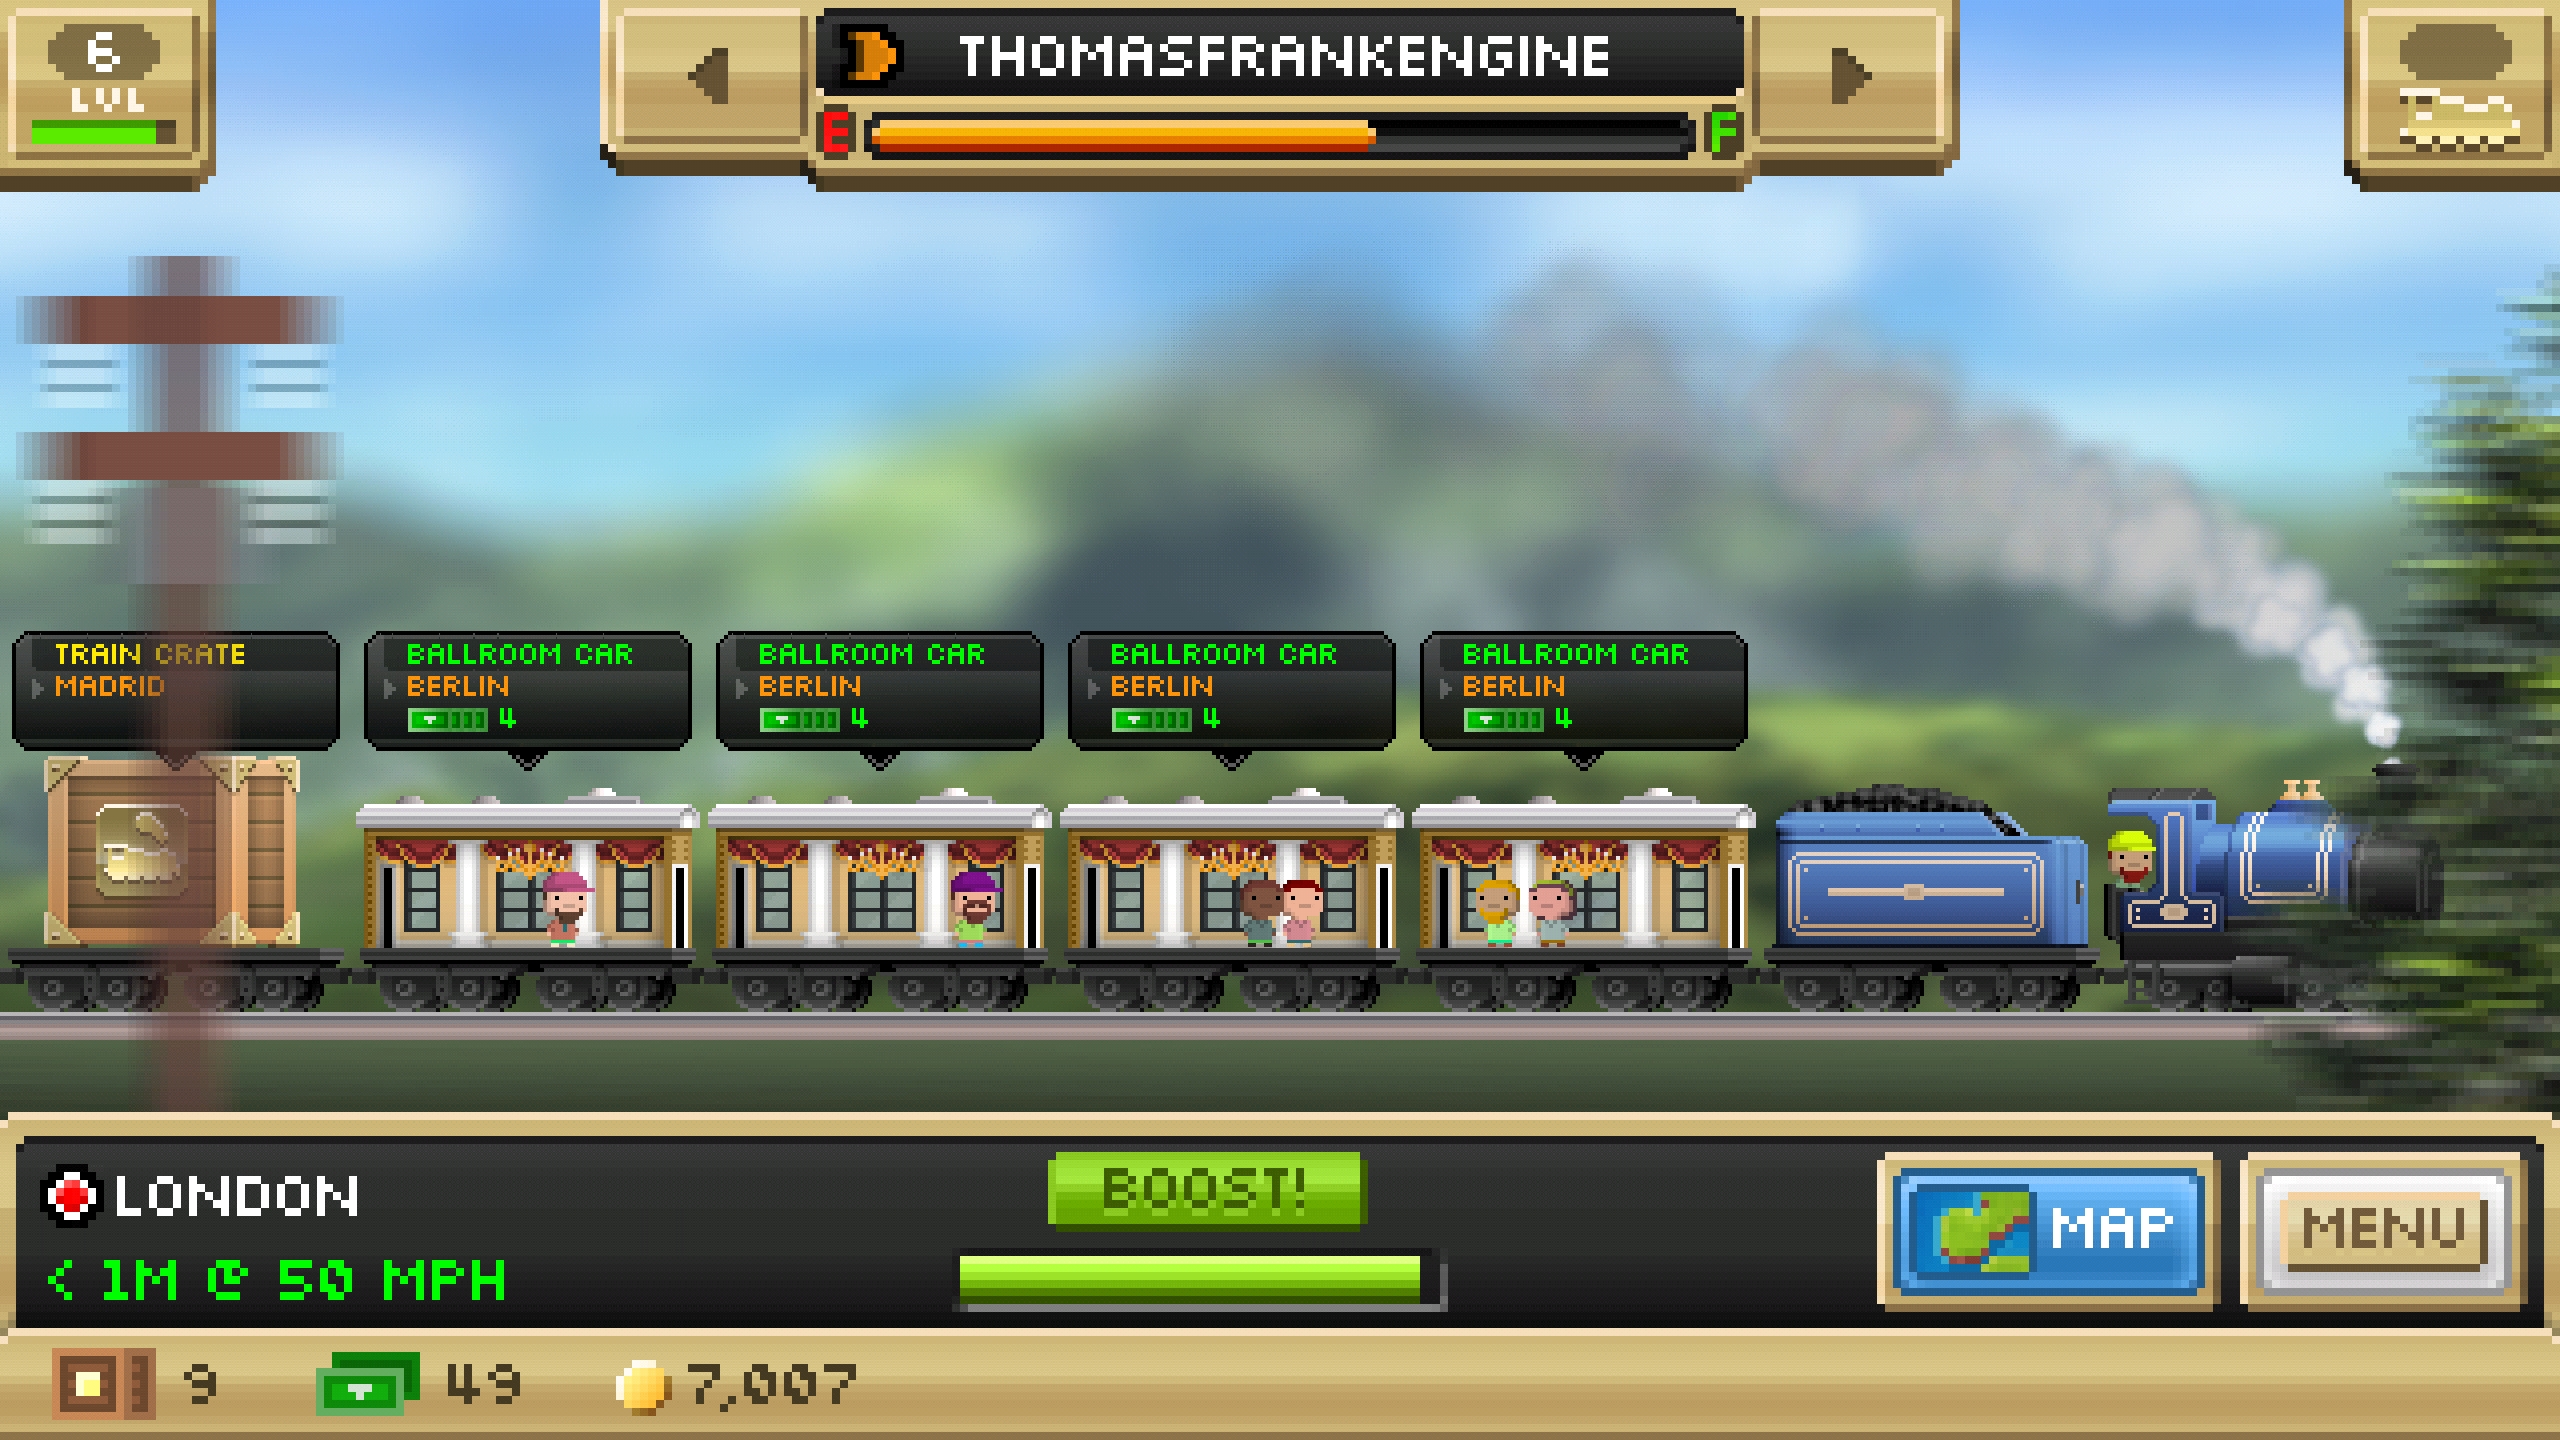 6
LVL
THOMASFRANKENGINE
E F
TRAIN CRATE
MADRID
BALLROOM CAR
BERLIN
4
BALLROOM CAR
BERLIN
4
BALLROOM CAR
BERLIN
4
BALLROOM CAR
BERLIN
4
LONDON
< 1M @ 50 MPH
BOOST!
MAP
MENU
9 49 7,007